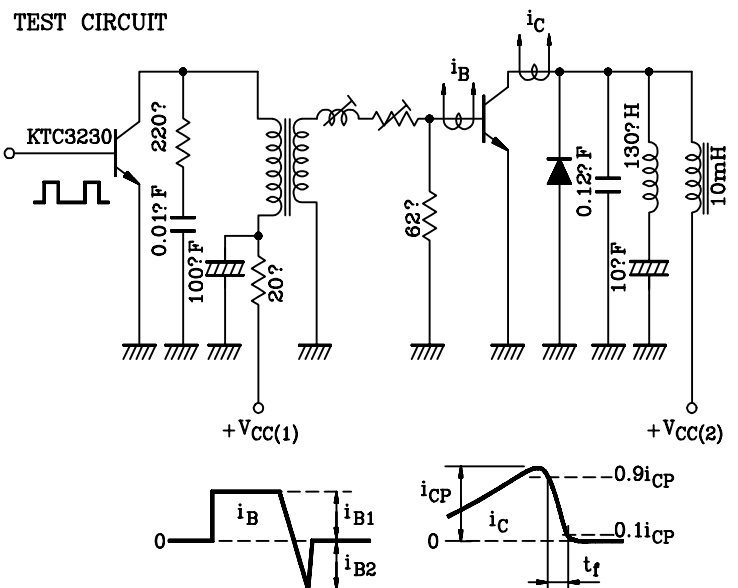 TEST CIRCUIT
iC
iB
KTC3230
220?
0.01?F
100?F
20?
62?
0.12?F
130?H
10?F
10mH
+VCC(1)
+VCC(2)
0
iB
iB1
iB2
iCP
iC
0
0.9iCP
0.1iCP
tf